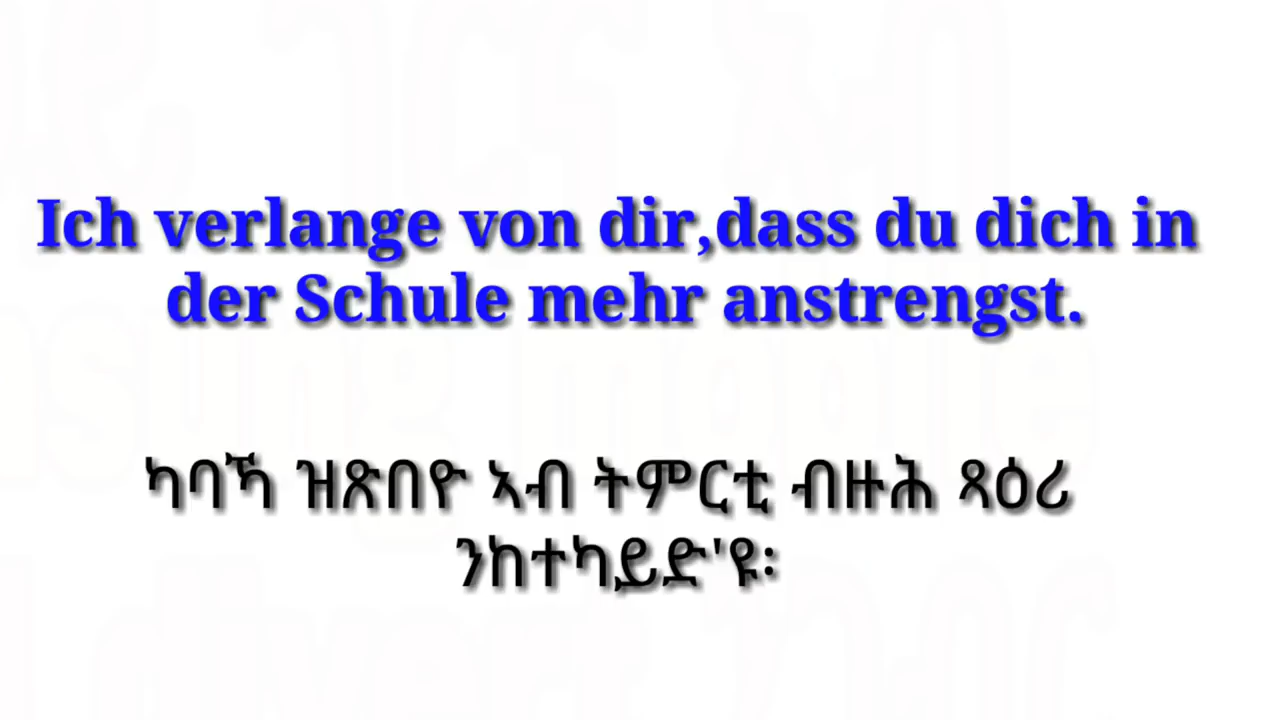 Ich verlange von dir,dass du dich in
der Schule mehr anstrengst.
ካባኻ ዝጽበዮ ኣብ ትምርቲ ብዙሕ ጻዕሪ
ንከተካይድ'ዩ፡